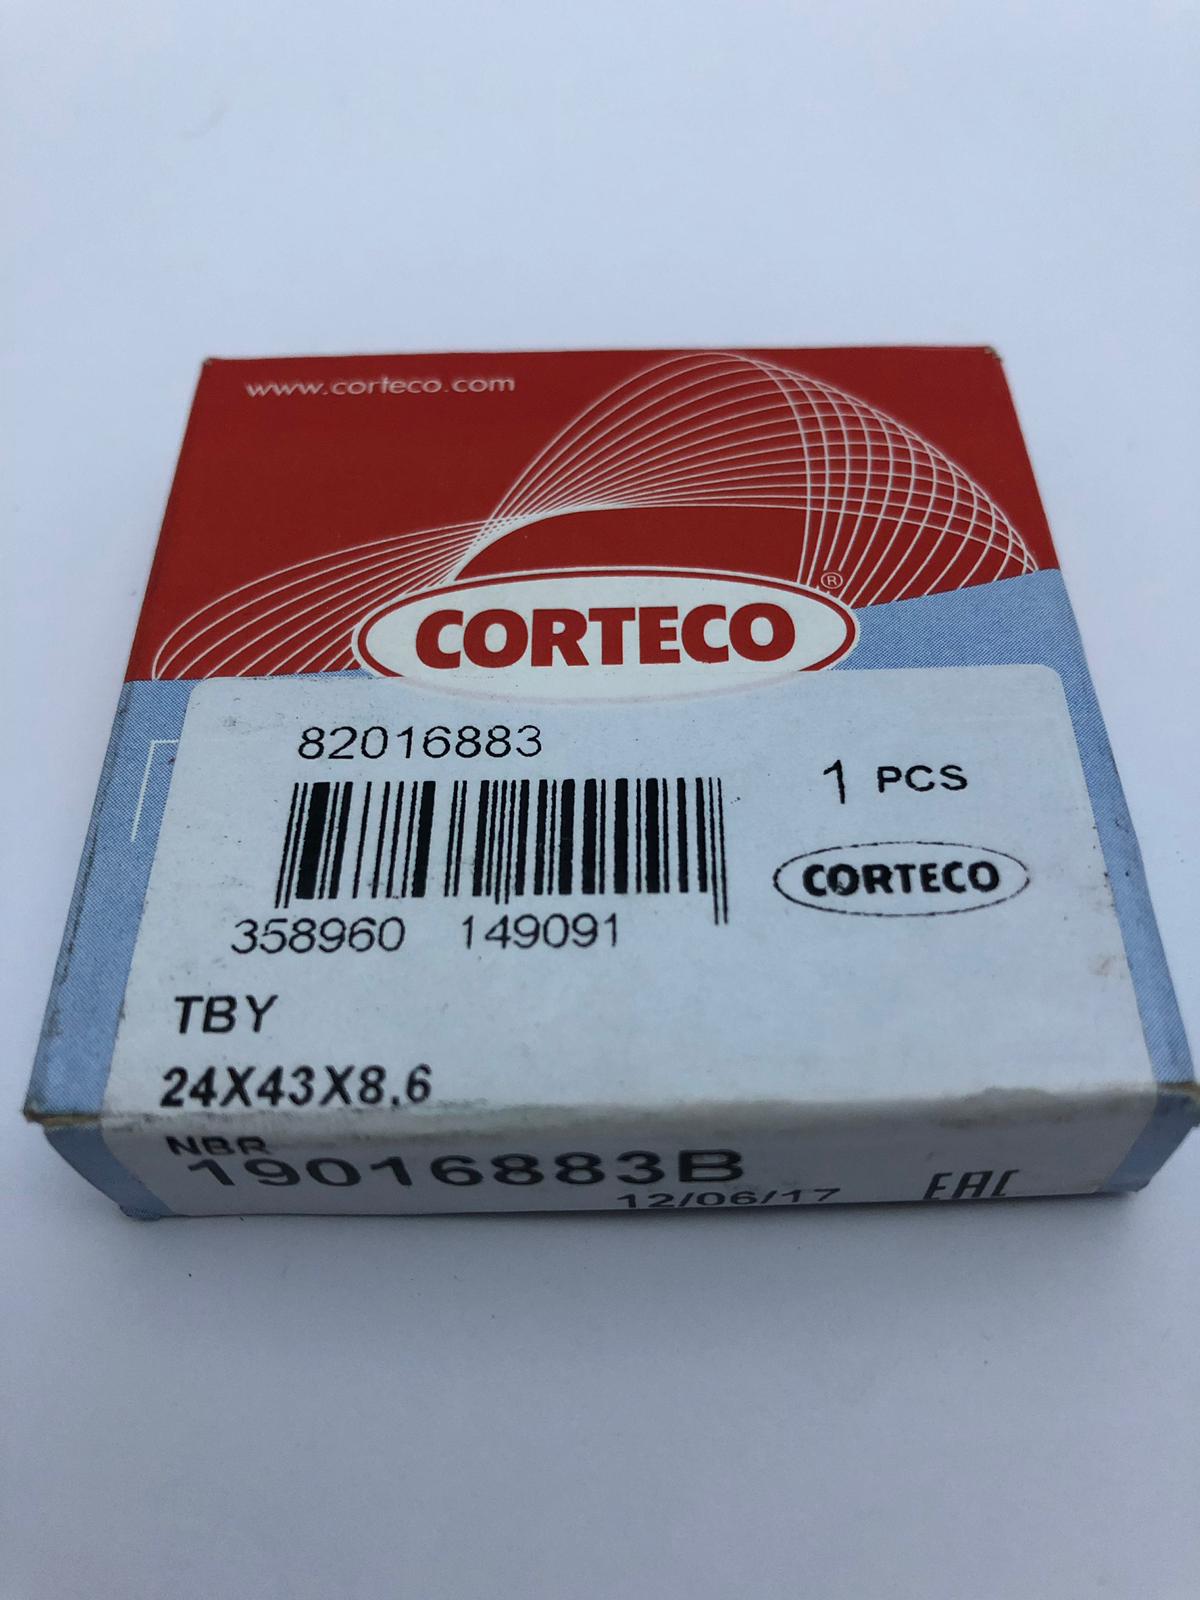 www.corteco.com
CORTECO®
82016883
1 PCS
358960 149091
CORTECO
TBY
24X43X8.6
NBR
19016883B
12/06/17
EAC